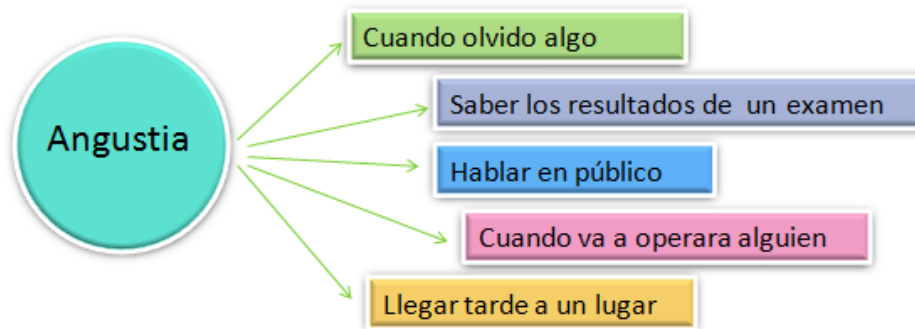 Angustia
Cuando olvido algo
Saber los resultados de un examen
Hablar en público
Cuando va a operara alguien
Llegar tarde a un lugar